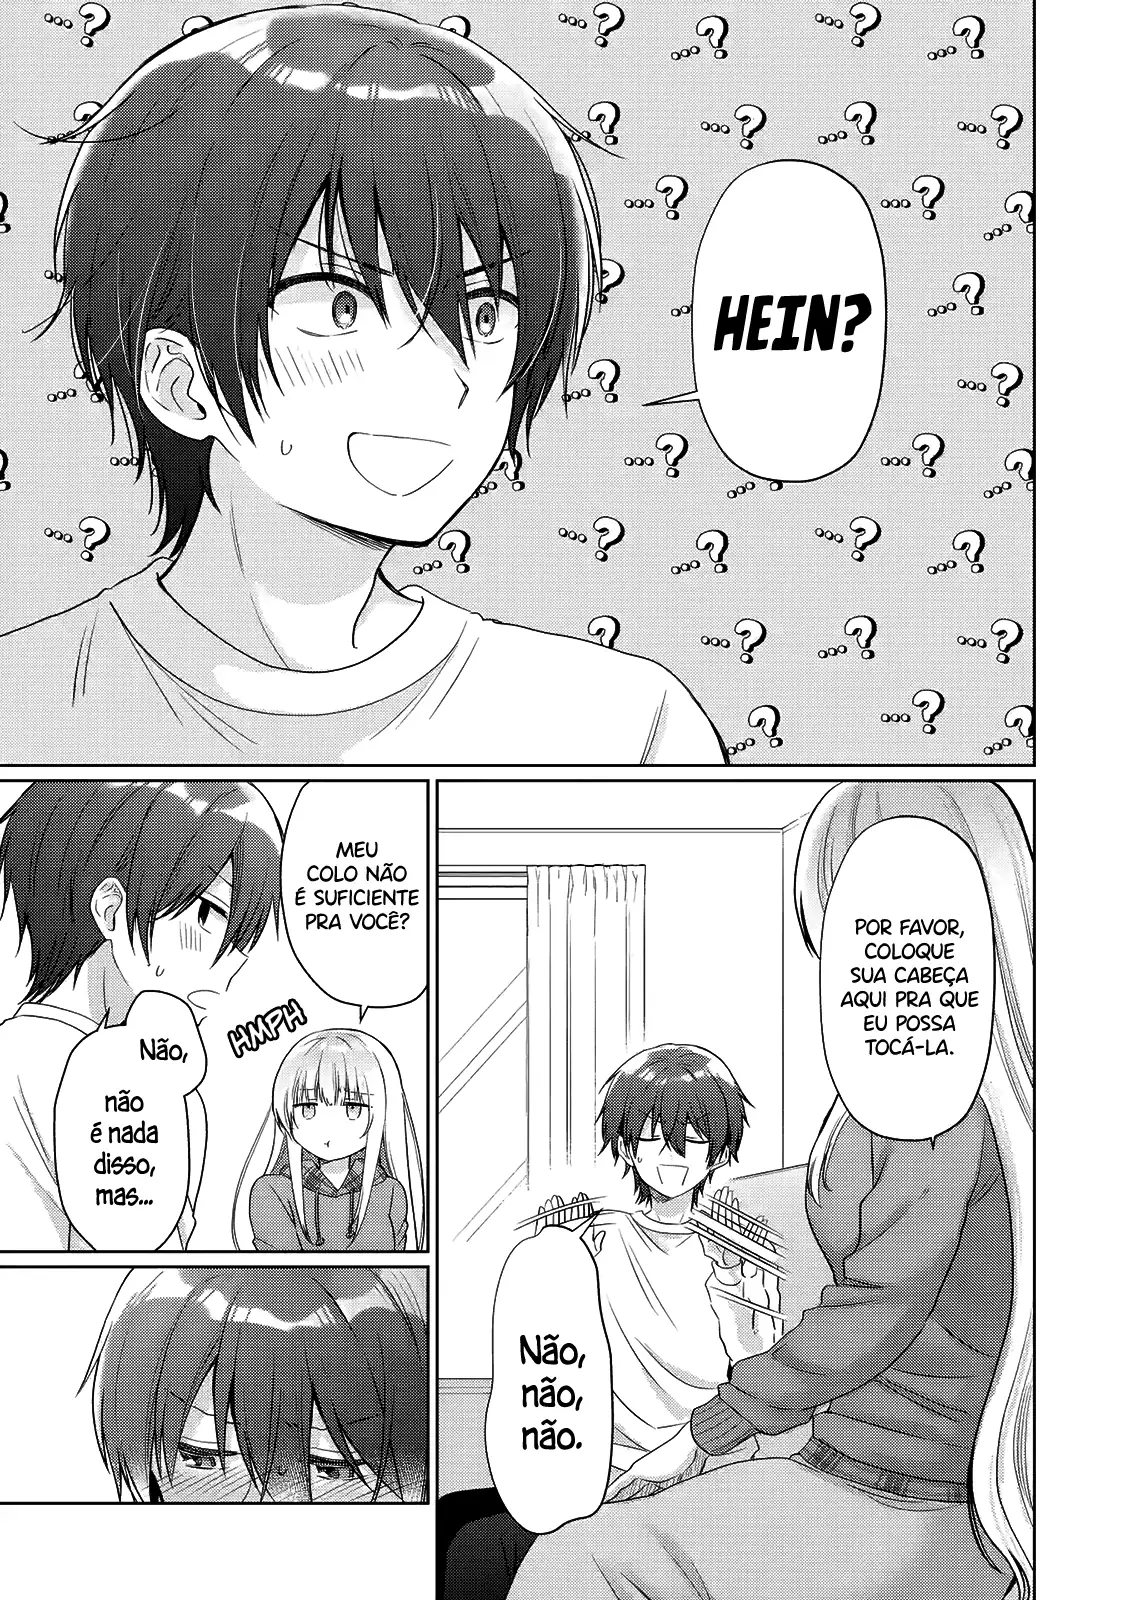 HEIN?
POR FAVOR,
COLOQUE
SUA CABEÇA
AQUI PRA QUE
EU POSSA
TOCÁ-LA.
Não,
não,
não.
MEU
COLO NÃO
É SUFICIENTE
PRA VOCÊ?
HMPH
Não,
não
é nada
disso,
mas...